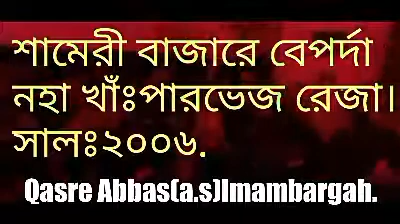 শামেরী বাজারে বেপর্দা
নহা খাঁঃপারভেজ রেজা।
সালঃ২০০৬.
Qasre Abbas(a.s)Imambargah.